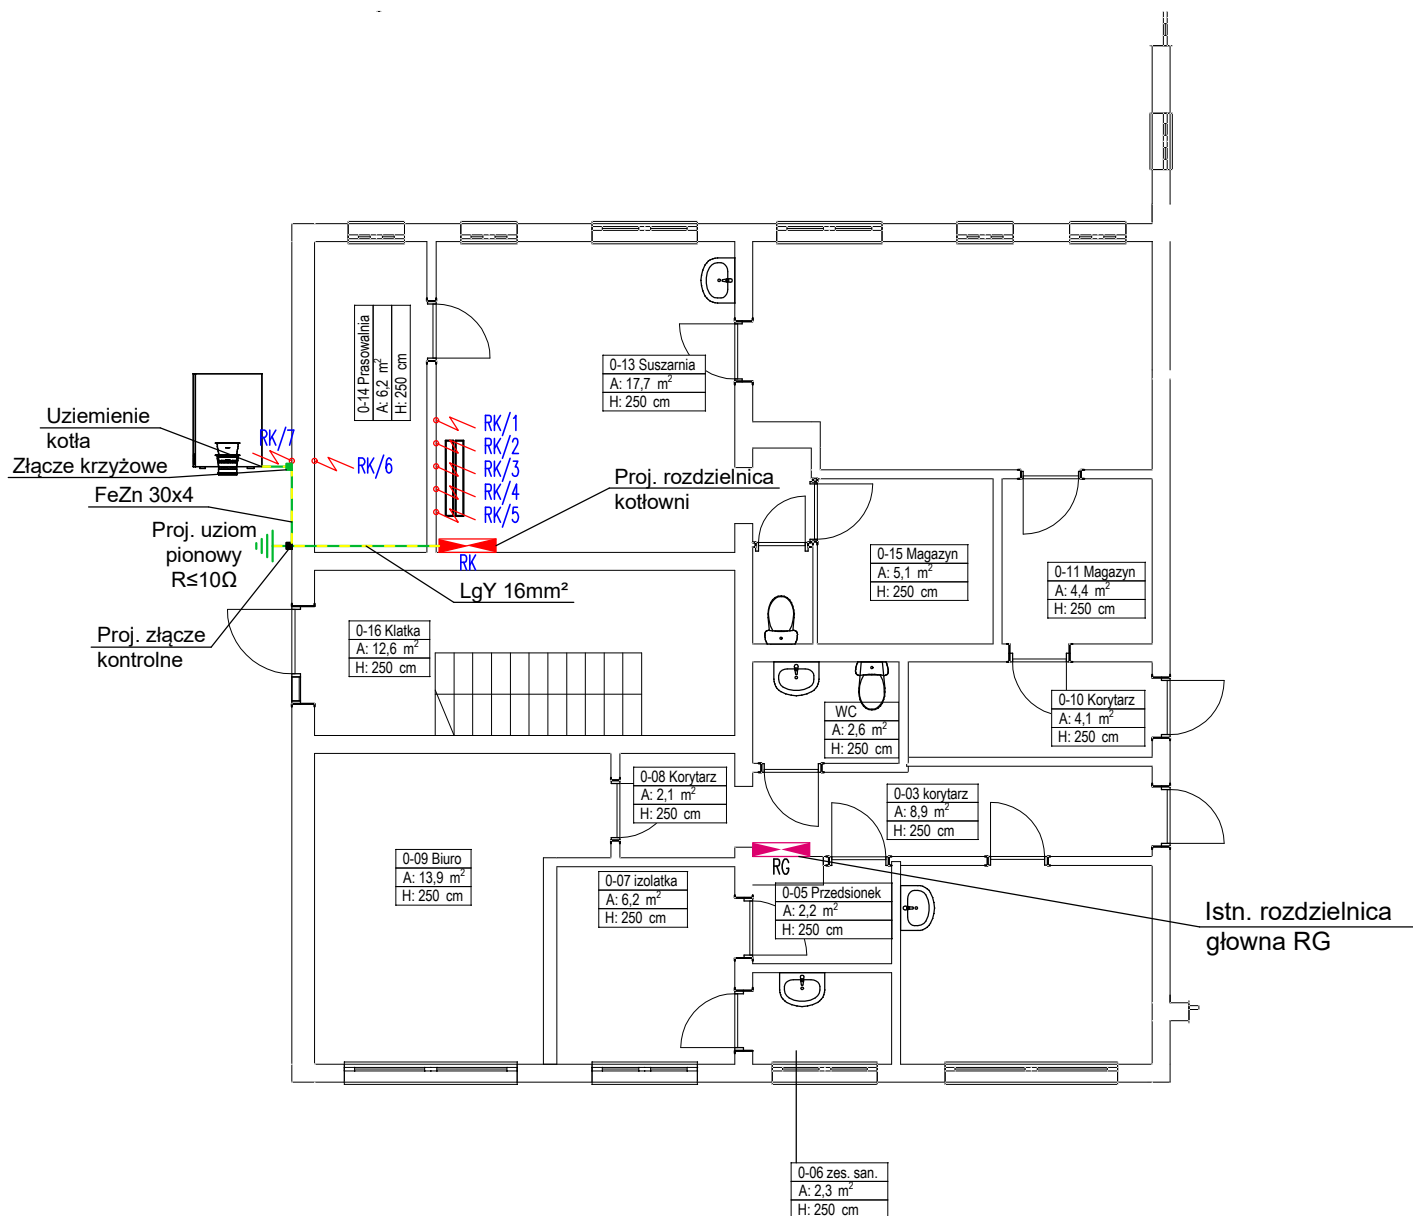 0-14 Prasowalnia
A: 6,2 m²
H: 250 cm
0-13 Suszarnia
A: 17,7 m²
H: 250 cm
Uziemienie
kotła
RK/7
Złącze krzyżowe
FeZn 30x4
Proj. uziom
pionowy
R≤10Ω
Proj. złącze
kontrolne
RK/6
RK/1
RK/2
RK/3
RK/4
RK/5
RK
Proj. rozdzielnica
kotłowni
LgY 16mm²
0-15 Magazyn
A: 5,1 m²
H: 250 cm
0-11 Magazyn
A: 4,4 m²
H: 250 cm
0-16 Klatka
A: 12,6 m²
H: 250 cm
0-10 Korytarz
A: 4,1 m²
H: 250 cm
WC
A: 2,6 m²
H: 250 cm
0-08 Korytarz
A: 2,1 m²
H: 250 cm
0-03 korytarz
A: 8,9 m²
H: 250 cm
0-09 Biuro
A: 13,9 m²
H: 250 cm
RG
0-07 izolatka
A: 6,2 m²
H: 250 cm
0-05 Przedsionek
A: 2,2 m²
H: 250 cm
Istn. rozdzielnica
głowna RG
0-06 zes. san.
A: 2,3 m²
H: 250 cm